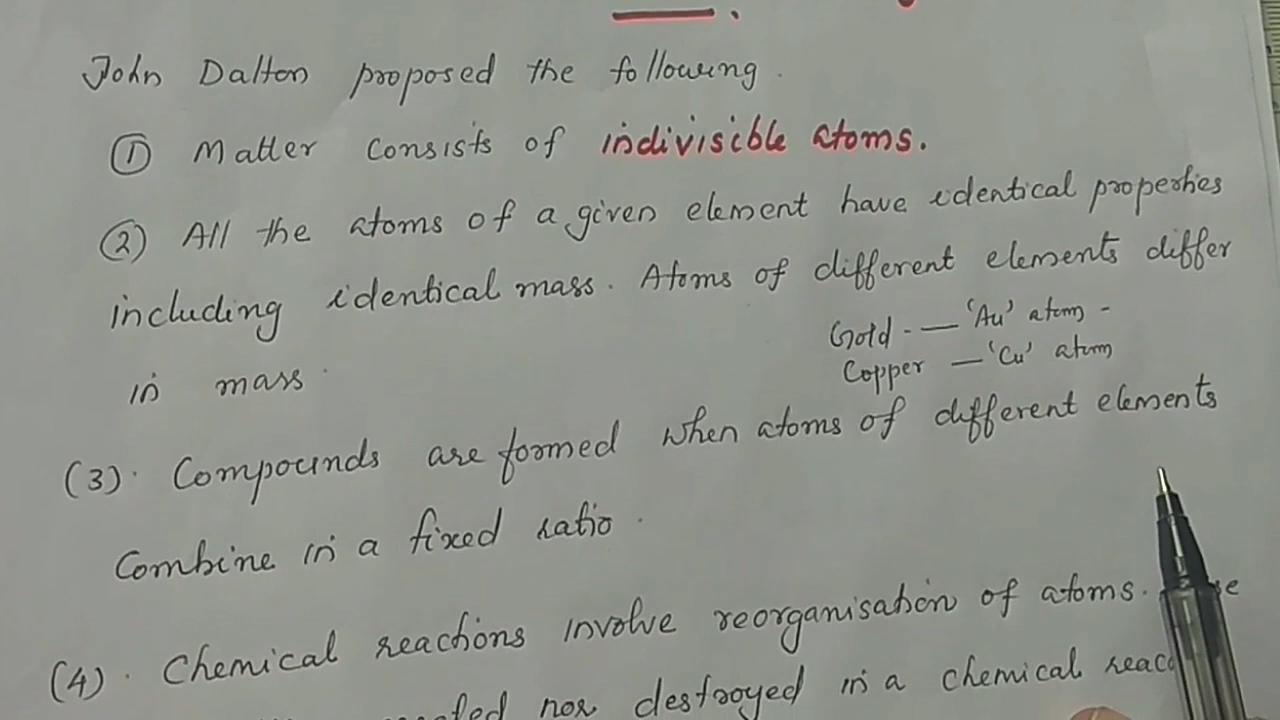 John Dalton proposed the following.
① Matter consists of indivisible atoms.
② All the atoms of a given element have identical properties
including identical mass. Atoms of different elements differ
in mass.
Gold - — 'Au' atom -
Copper — 'Cu' atom
(3). Compounds are formed when atoms of different elements
Combine in a fixed ratio.
(4). Chemical reactions involve reorganisation of atoms.
nor destroyed in a chemical